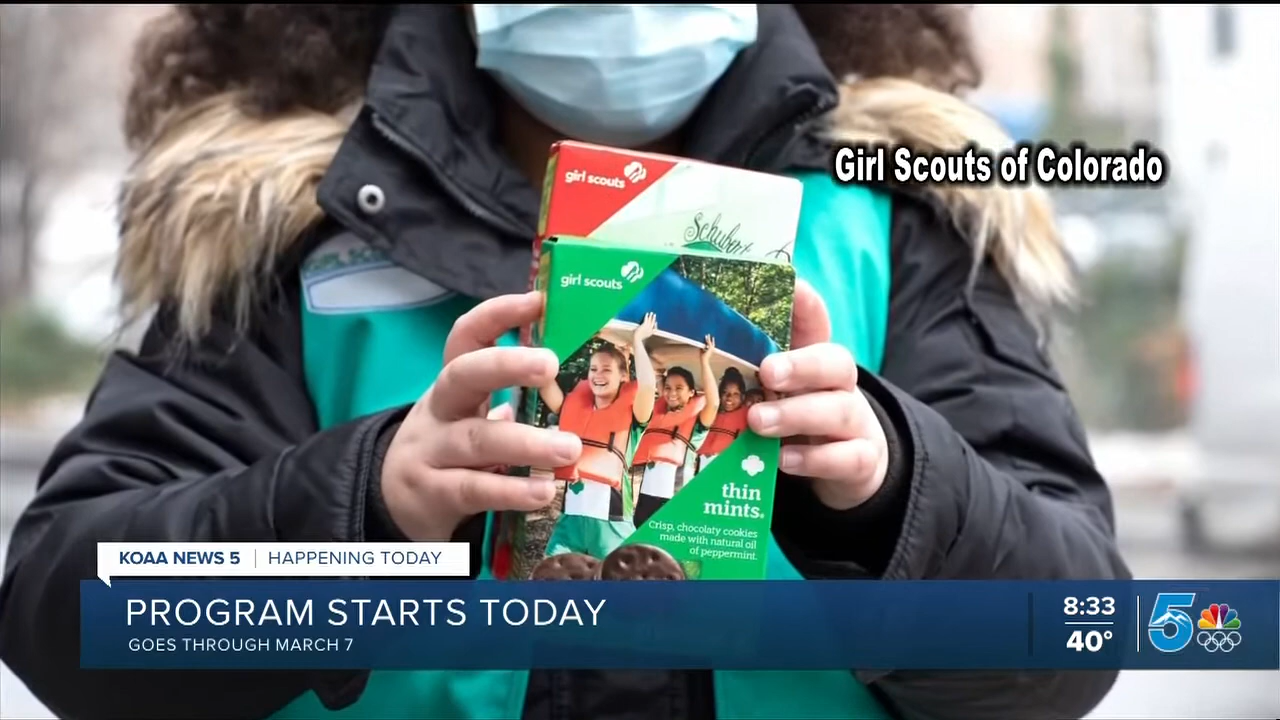 Girl Scouts of Colorado
girl scouts
girl scouts
thin
mints®
Crisp, chocolaty cookies
made with natural oil
of peppermint.
KOAA NEWS 5 | HAPPENING TODAY
PROGRAM STARTS TODAY
GOES THROUGH MARCH 7
8:33
40°
5